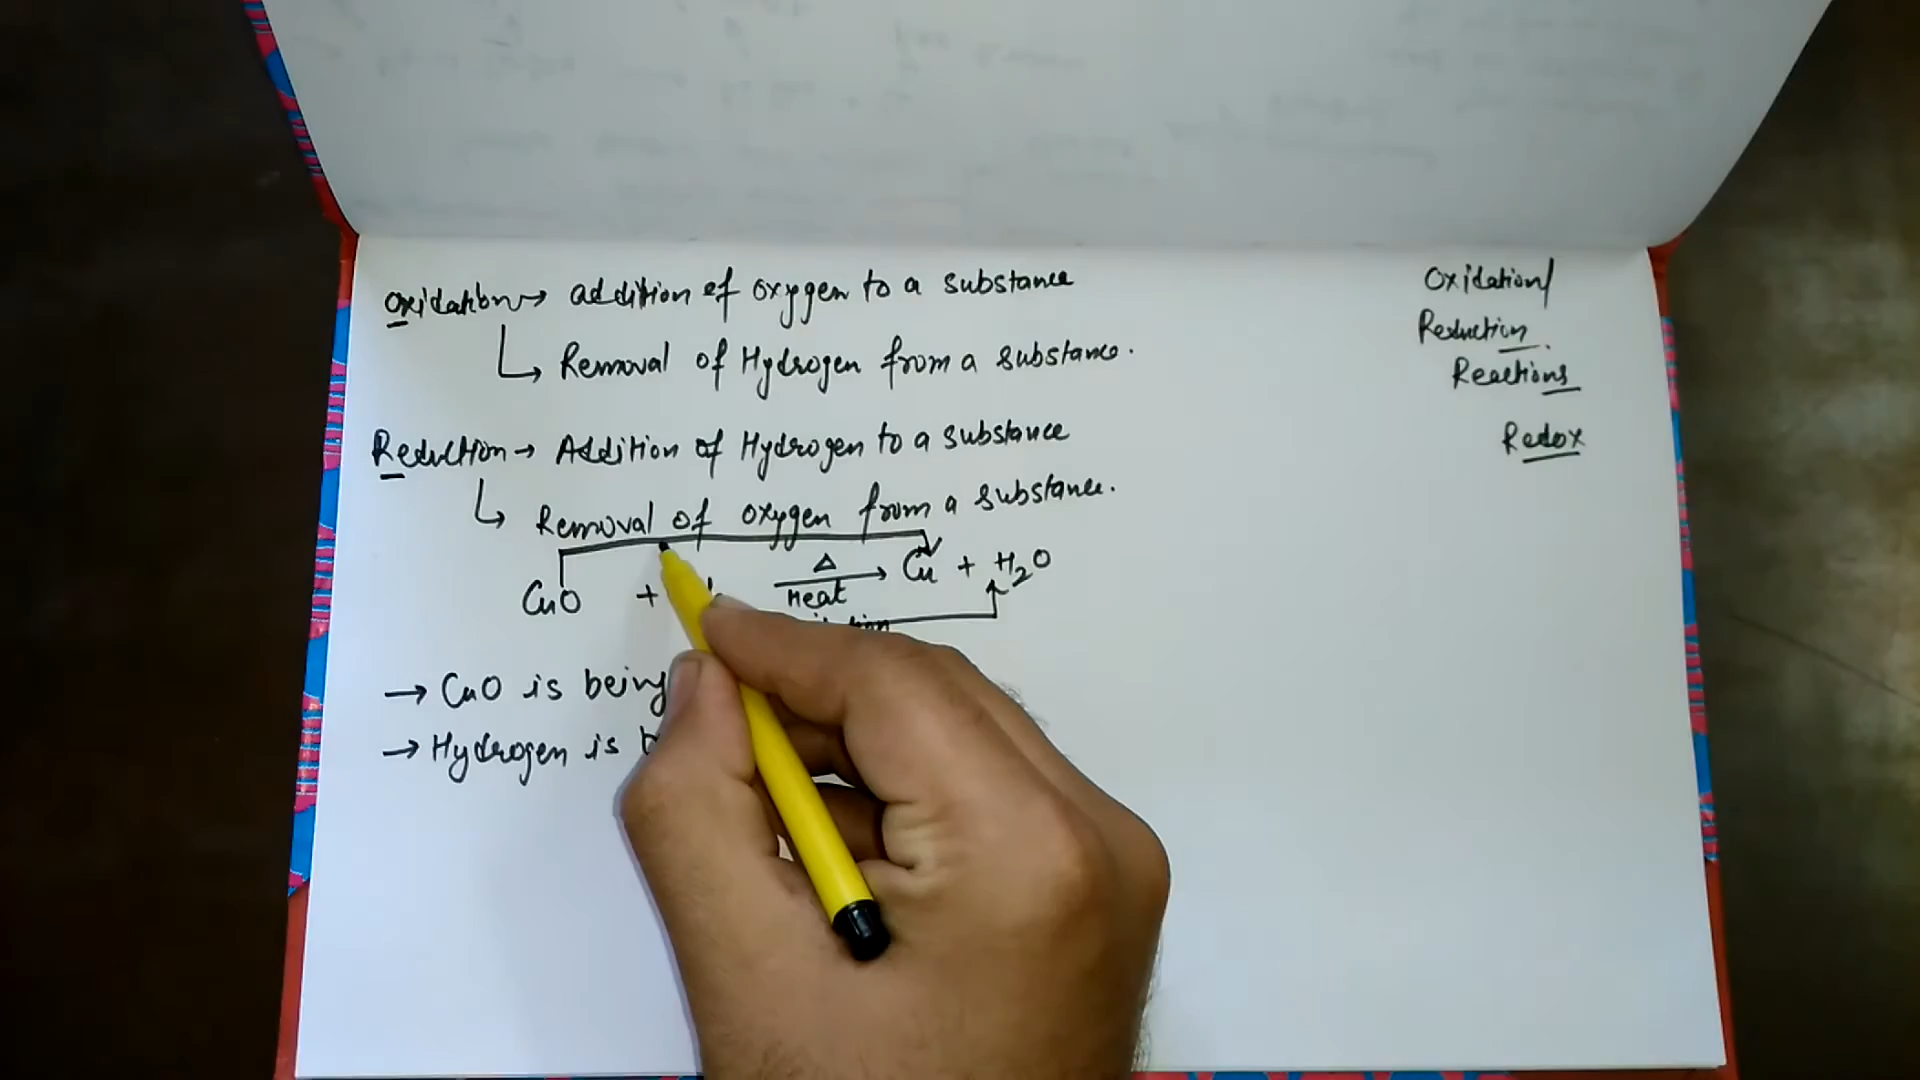 Oxidation → addition of oxygen to a substance
↳ Removal of Hydrogen from a substance.
Reduction → Addition of Hydrogen to a substance
↳ Removal of oxygen from a substance.
CuO + Δ heat → Cu + H₂O
→ CuO is being
→ Hydrogen is
Oxidation/
Reduction
Reactions
Redox